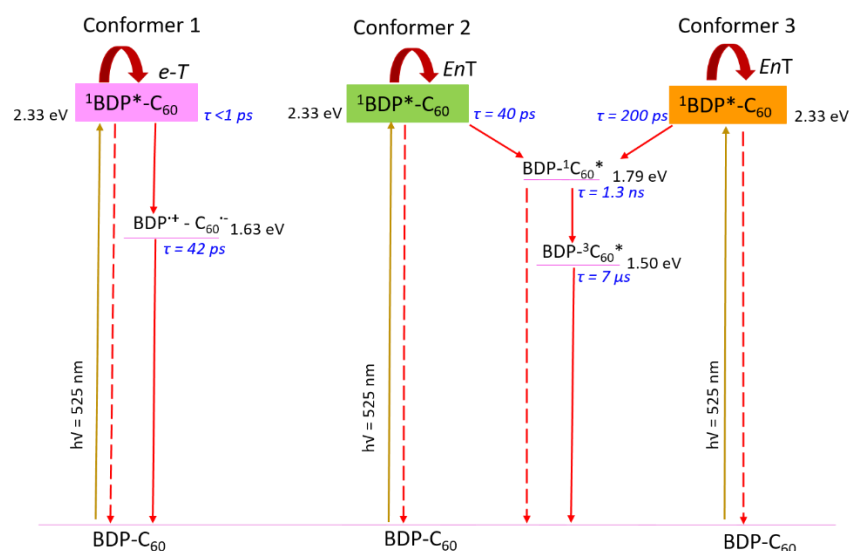 Conformer 1
Conformer 2
Conformer 3
e-T
EnT
EnT
¹BDP*-C₆₀
¹BDP*-C₆₀
¹BDP*-C₆₀
2.33 eV
τ <1 ps
2.33 eV
τ = 40 ps
τ = 200 ps
2.33 eV
BDP-¹C₆₀*
1.79 eV
τ = 1.3 ns
BDP˙⁺ - C₆₀˙⁻
1.63 eV
τ = 42 ps
BDP-³C₆₀*
1.50 eV
τ = 7 μs
hν = 525 nm
hν = 525 nm
hν = 525 nm
BDP-C₆₀
BDP-C₆₀
BDP-C₆₀